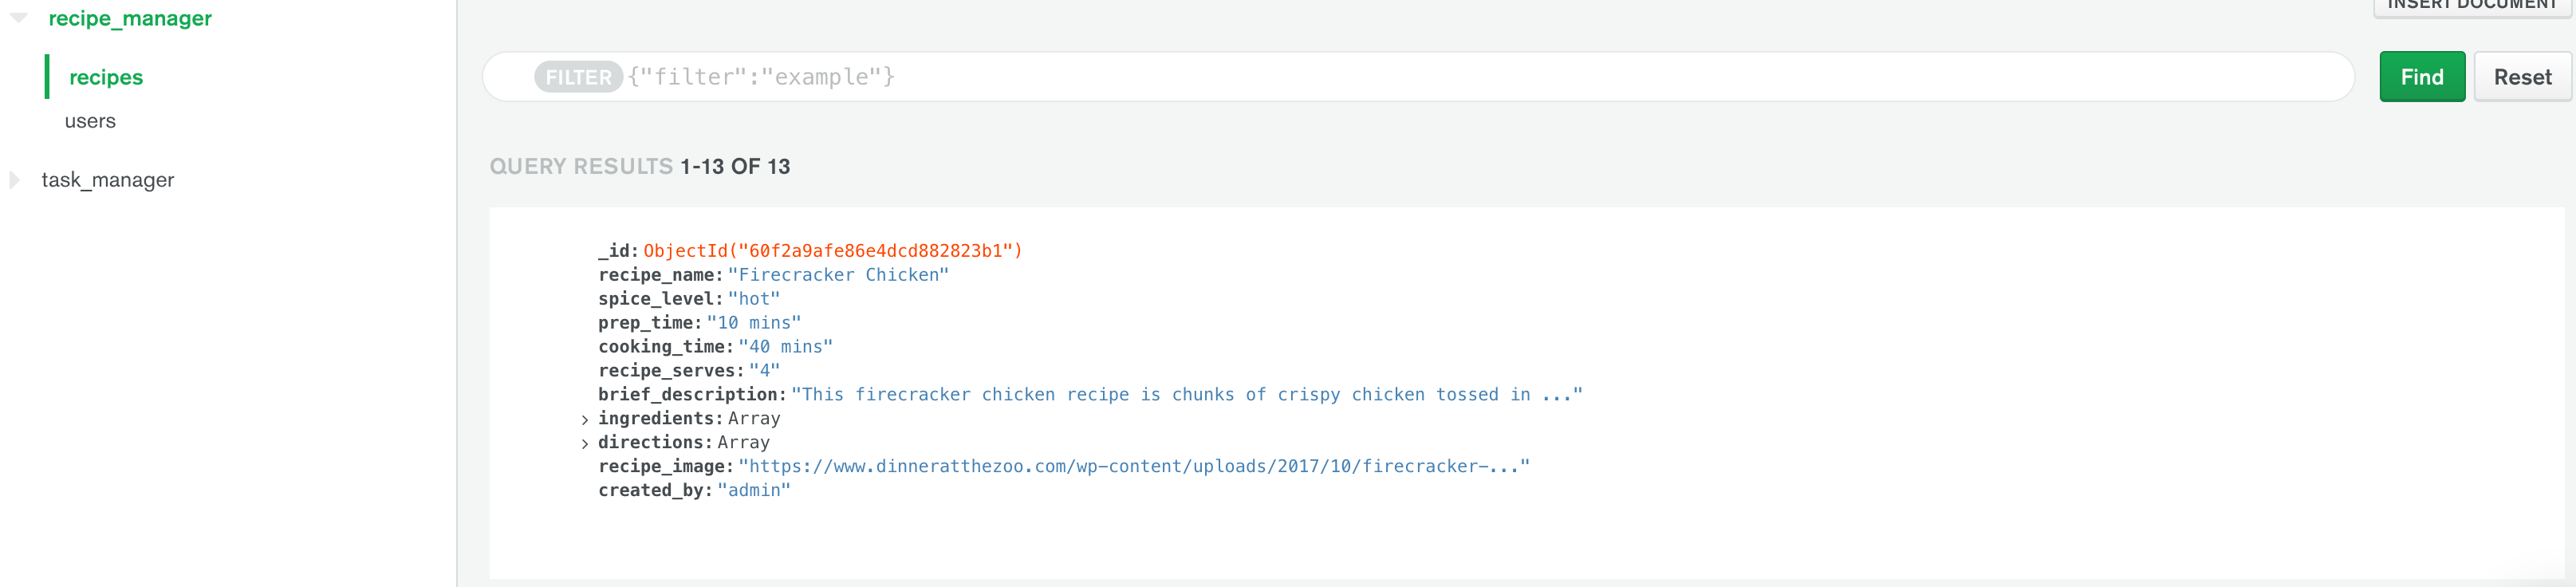 recipe_manager
recipes
users
task_manager
INSERT DOCUMENT
FILTER {"filter":"example"}
Find
Reset
QUERY RESULTS 1-13 OF 13
_id: ObjectId("60f2a9afe86e4dcd882823b1")
recipe_name: "Firecracker Chicken"
spice_level: "hot"
prep_time: "10 mins"
cooking_time: "40 mins"
recipe_serves: "4"
brief_description: "This firecracker chicken recipe is chunks of crispy chicken tossed in ..."
> ingredients: Array
> directions: Array
recipe_image: "https://www.dinneratthezoo.com/wp-content/uploads/2017/10/firecracker-..."
created_by: "admin"